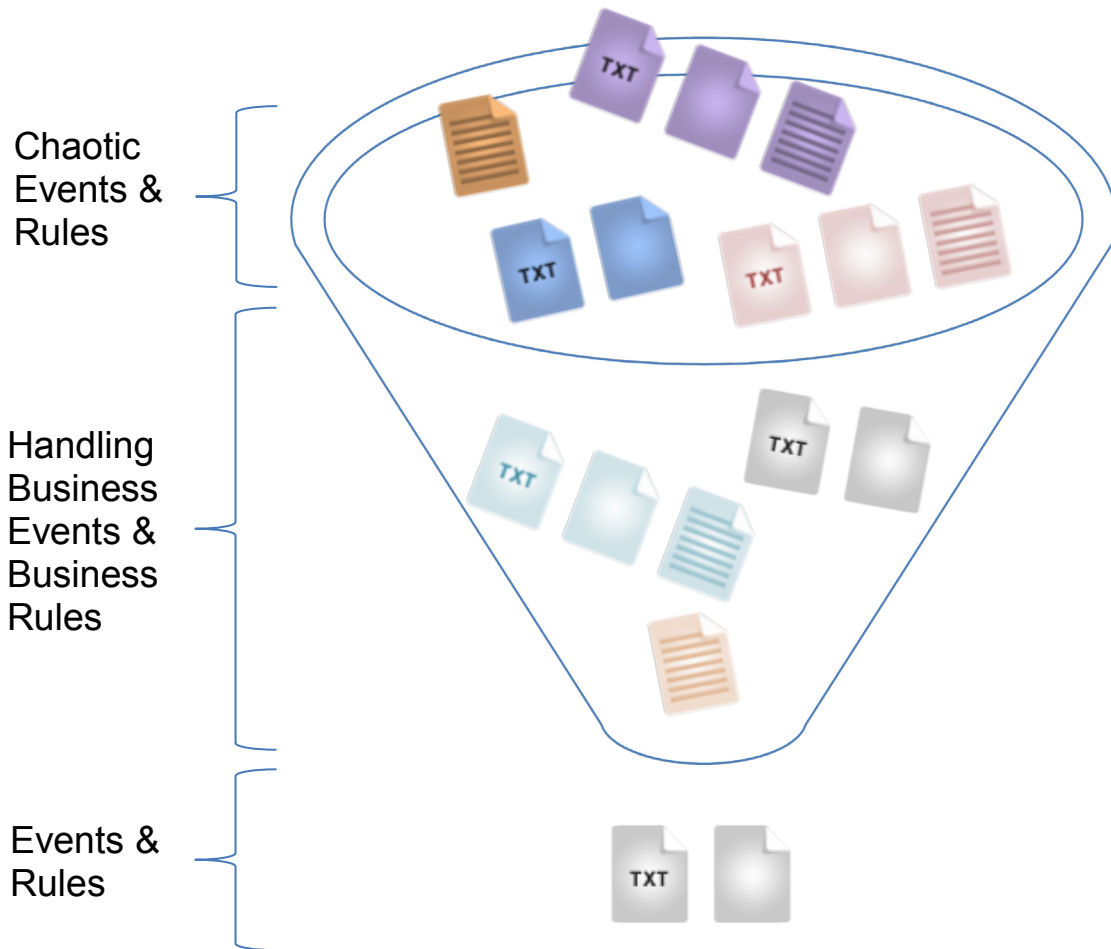 TXT
Chaotic
Events &
Rules
TXT
TXT
TXT
TXT
Handling
Business
Events &
Business
Rules
Events &
Rules
TXT